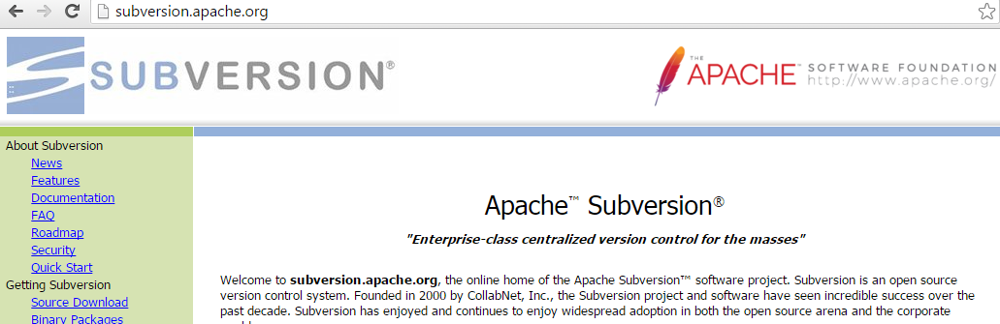 subversion.apache.org
SUBVERSION®
THE
APACHE™ SOFTWARE FOUNDATION
http://www.apache.org/
About Subversion
News
Features
Documentation
FAQ
Roadmap
Security
Quick Start
Getting Subversion
Source Download
Binary Packages
Apache™ Subversion®
"Enterprise-class centralized version control for the masses"
Welcome to subversion.apache.org, the online home of the Apache Subversion™ software project. Subversion is an open source
version control system. Founded in 2000 by CollabNet, Inc., the Subversion project and software have seen incredible success over the
past decade. Subversion has enjoyed and continues to enjoy widespread adoption in both the open source arena and the corporate